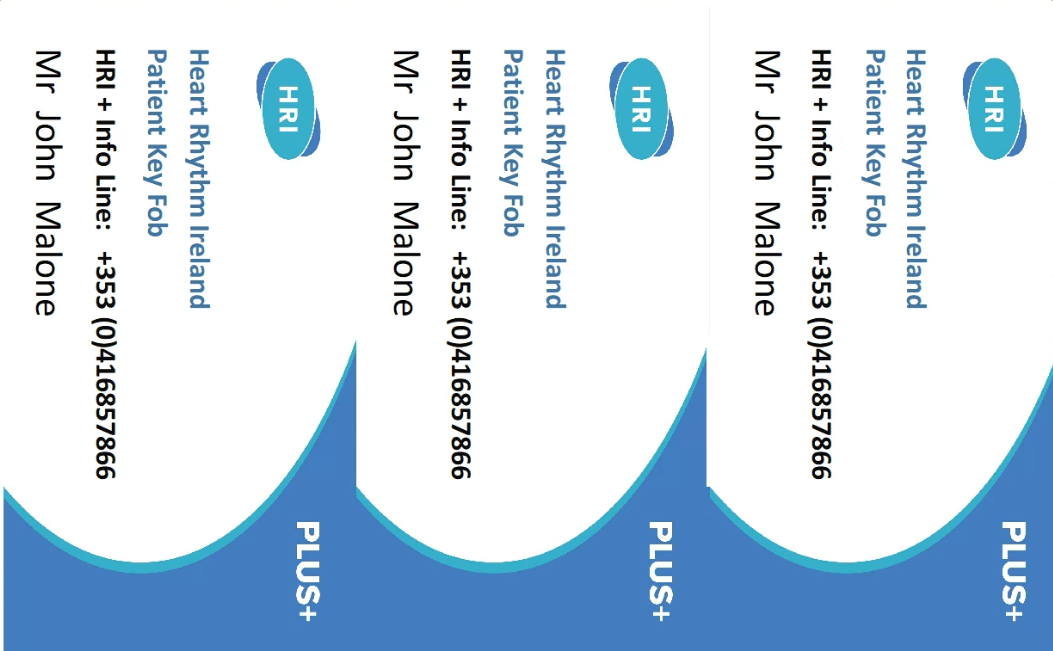 HRI
Heart Rhythm Ireland
Patient Key Fob
HRI + Info Line: +353 (0)416857866
Mr John Malone
PLUS+
HRI
Heart Rhythm Ireland
Patient Key Fob
HRI + Info Line: +353 (0)416857866
Mr John Malone
PLUS+
HRI
Heart Rhythm Ireland
Patient Key Fob
HRI + Info Line: +353 (0)416857866
Mr John Malone
PLUS+